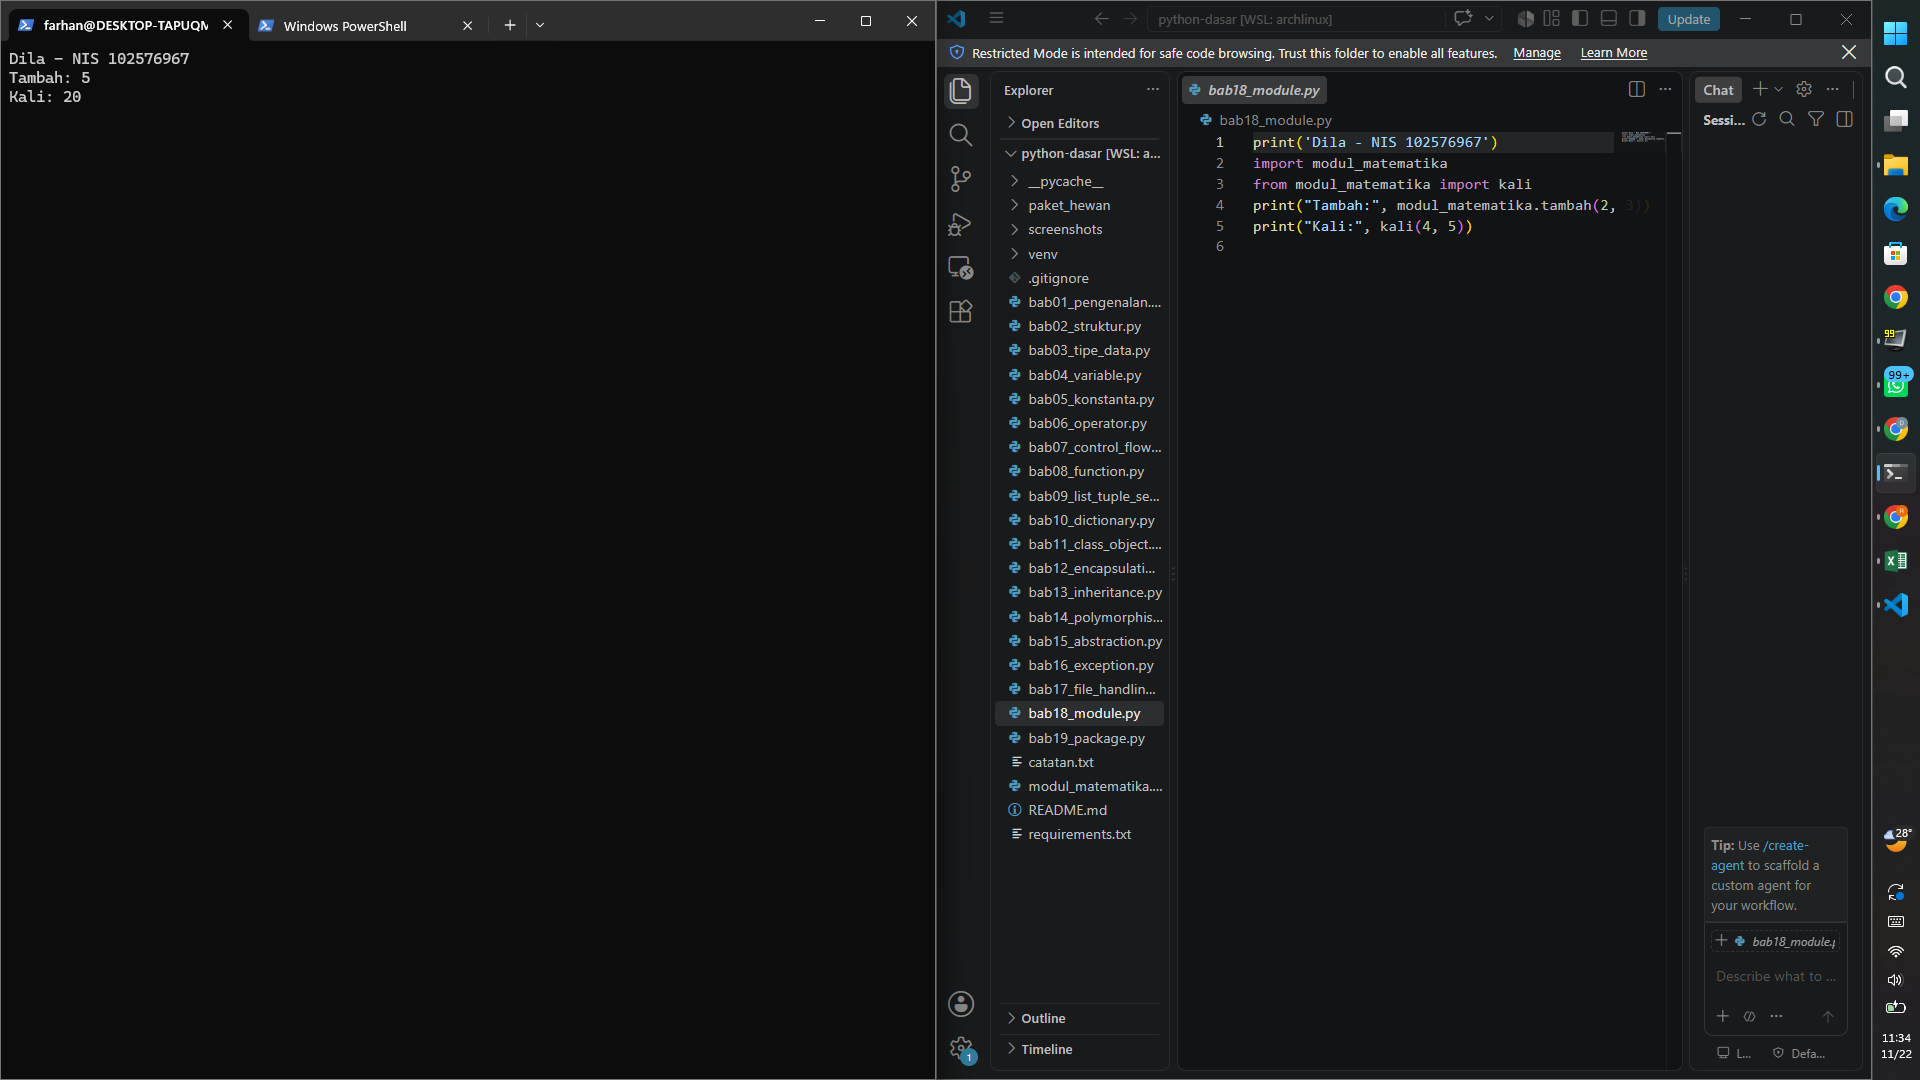 farhan@DESKTOP-TAPUQN
Windows PowerShell
Dila - NIS 102576967
Tambah: 5
Kali: 20
python-dasar [WSL: archlinux]
Update
Restricted Mode is intended for safe code browsing. Trust this folder to enable all features.
Manage
Learn More
Explorer
Open Editors
python-dasar [WSL: a...
__pycache__
paket_hewan
screenshots
venv
.gitignore
bab01_pengenalan....
bab02_struktur.py
bab03_tipe_data.py
bab04_variable.py
bab05_konstanta.py
bab06_operator.py
bab07_control_flow...
bab08_function.py
bab09_list_tuple_se...
bab10_dictionary.py
bab11_class_object....
bab12_encapsulati...
bab13_inheritance.py
bab14_polymorphis...
bab15_abstraction.py
bab16_exception.py
bab17_file_handlin...
bab18_module.py
bab19_package.py
catatan.txt
modul_matematika....
README.md
requirements.txt
Outline
Timeline
1
bab18_module.py
bab18_module.py
1 print('Dila - NIS 102576967')
2 import modul_matematika
3 from modul_matematika import kali
4 print("Tambah:", modul_matematika.tambah(2, 3))
5 print("Kali:", kali(4, 5))
6
Chat
Sessi...
Tip: Use /create-
agent to scaffold a
custom agent for
your workflow.
bab18_module.p
Describe what to ...
L...
Defa...
99
99+
28°
11:34
11/22